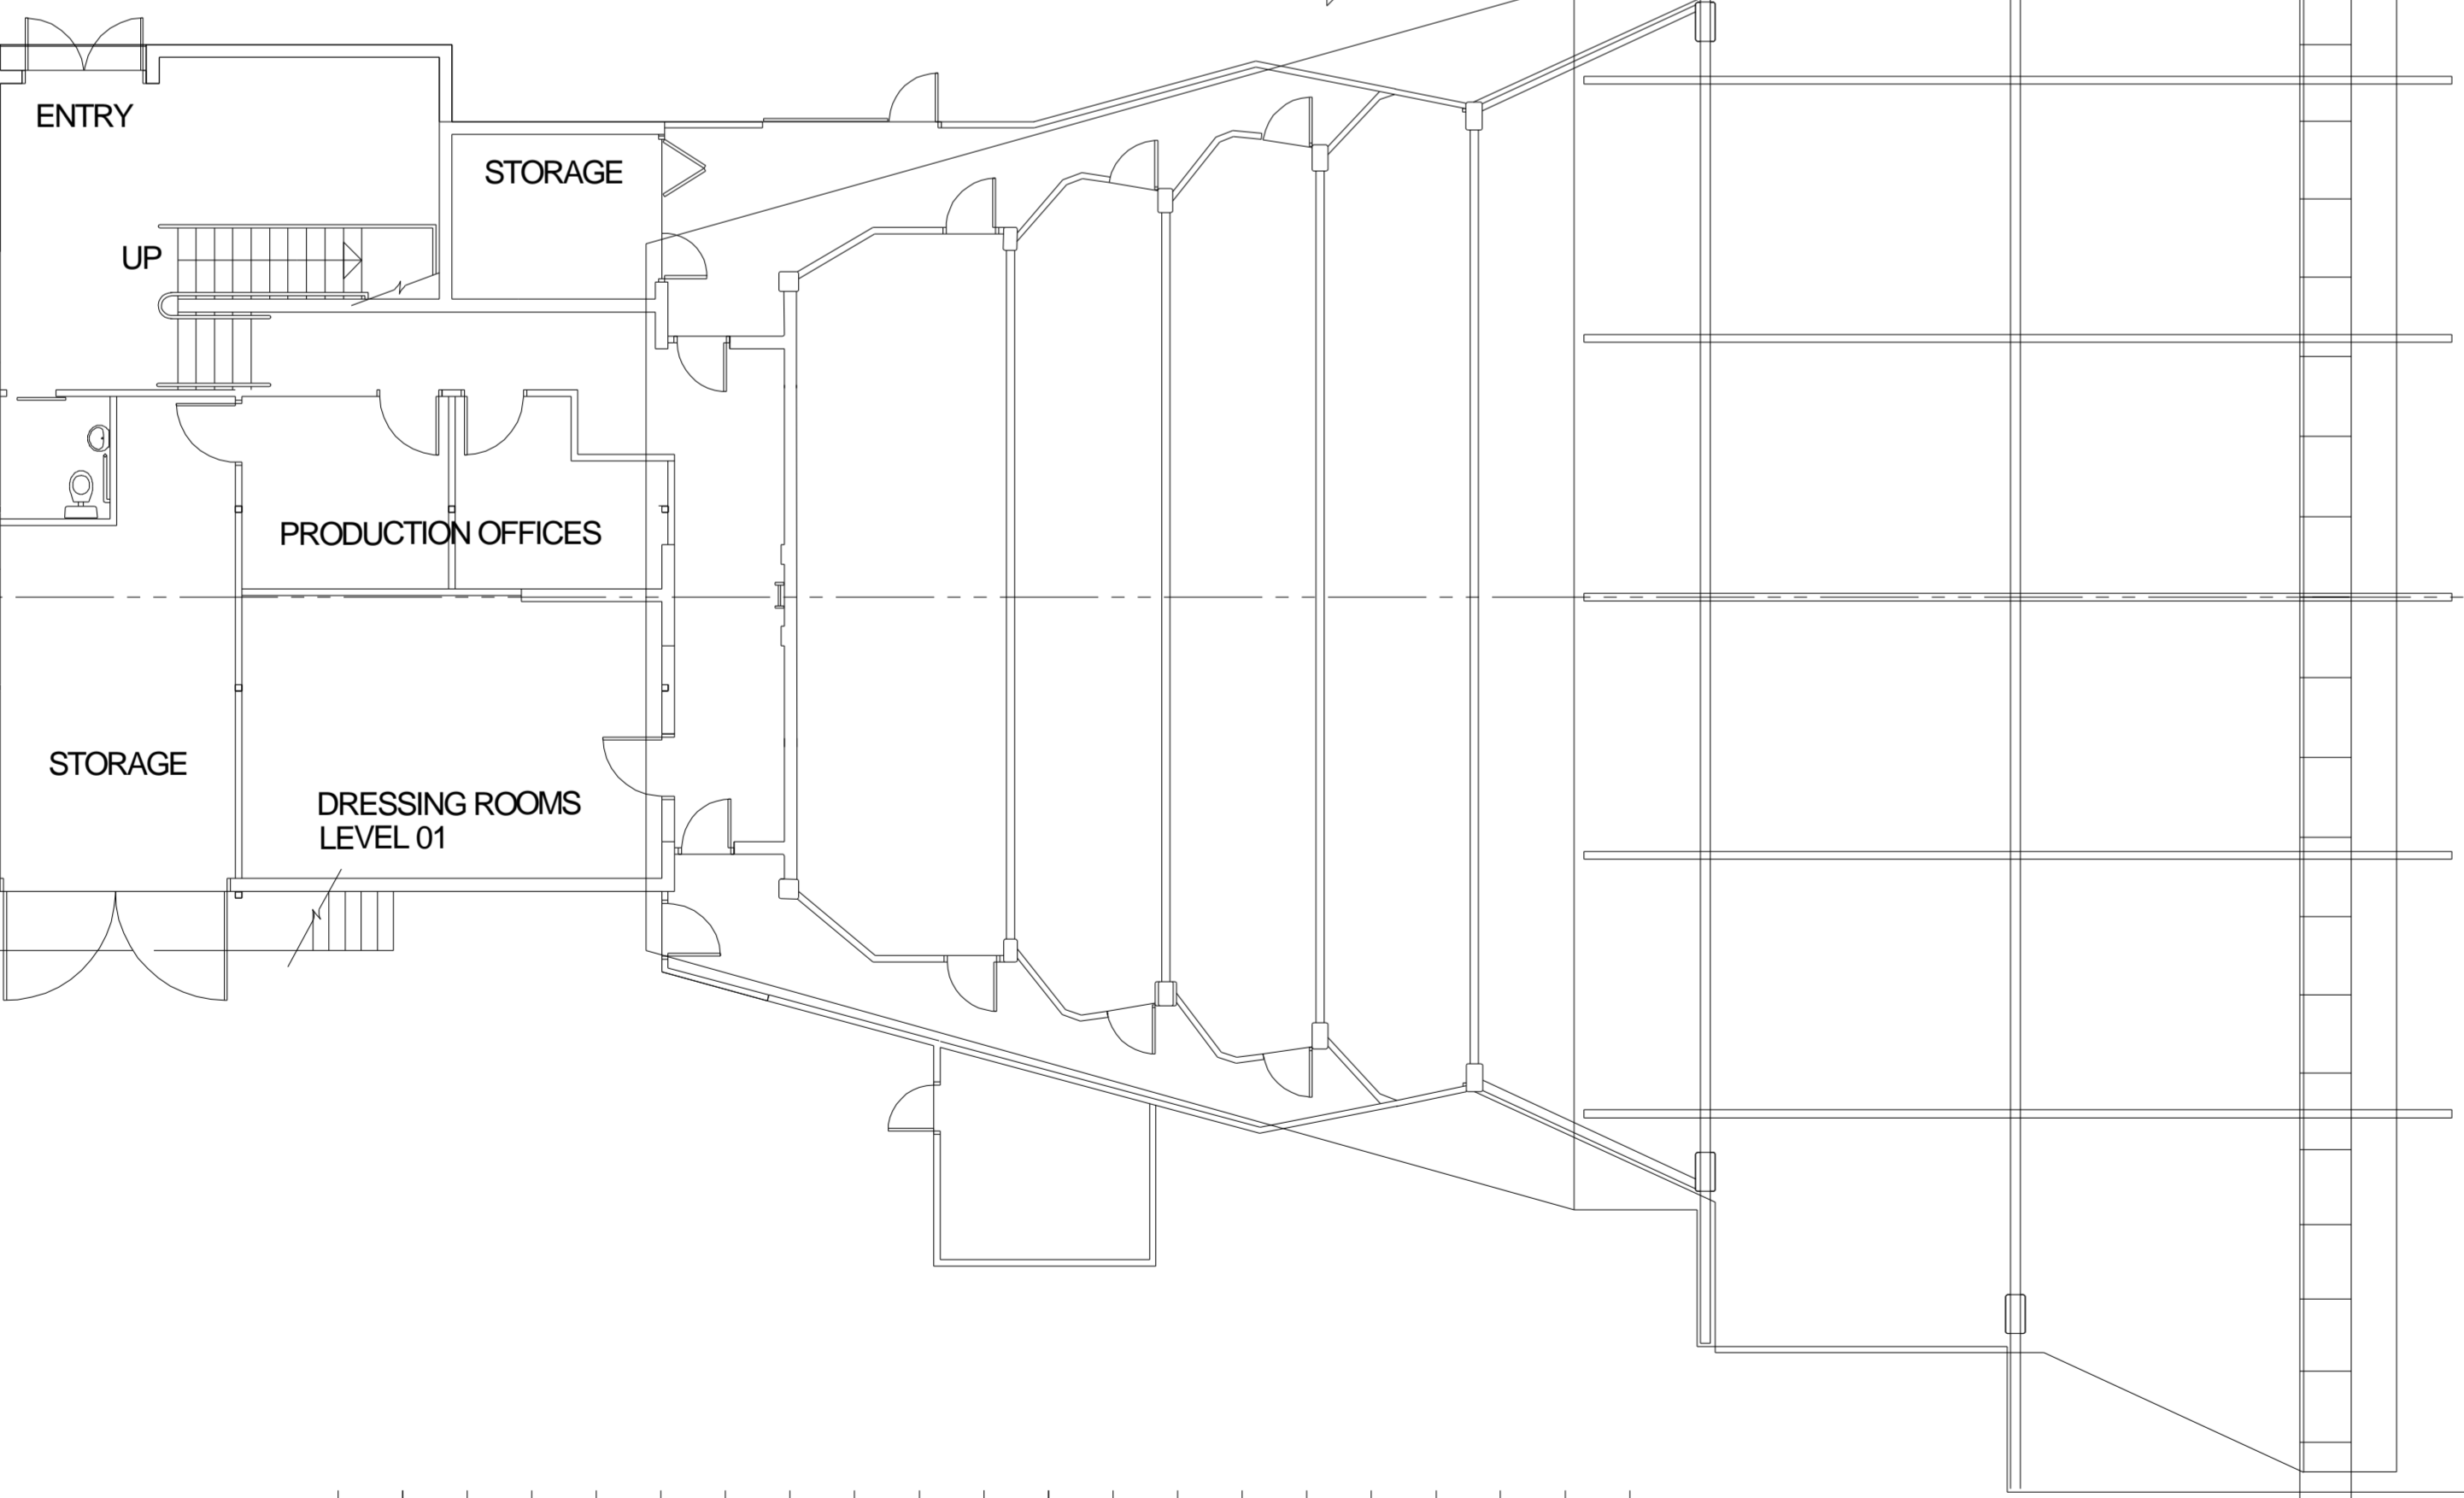 ENTRY
STORAGE
UP
PRODUCTION OFFICES
STORAGE
DRESSING ROOMS
LEVEL 01